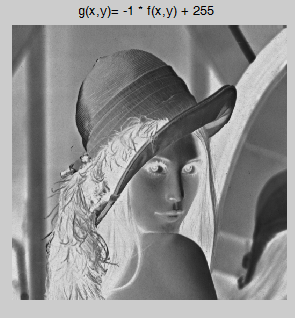 g(x,y)= -1 * f(x,y) + 255